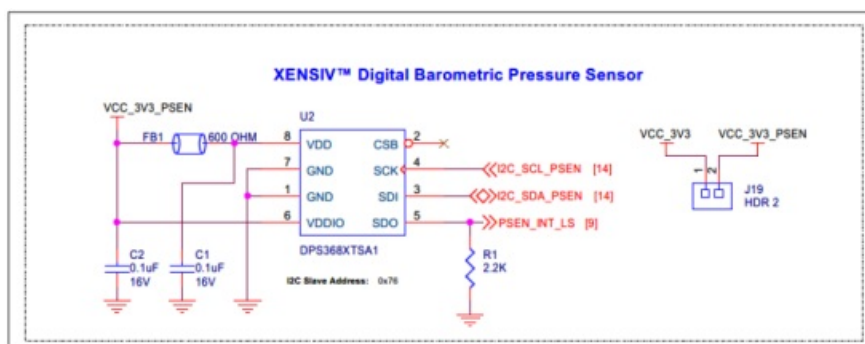 XENSIV™ Digital Barometric Pressure Sensor
VCC_3V3_PSEN
FB1
600 OHM
U2
8
VDD
CSB
2
7
GND
SCK
4
I2C_SCL_PSEN [14]
1
GND
SDI
3
I2C_SDA_PSEN [14]
6
VDDIO
SDO
5
PSEN_INT_LS [9]
DPS368XTSA1
I2C Slave Address: 0x76
C2
0.1uF
16V
C1
0.1uF
16V
R1
2.2K
VCC_3V3
VCC_3V3_PSEN
1
2
J19
HDR 2